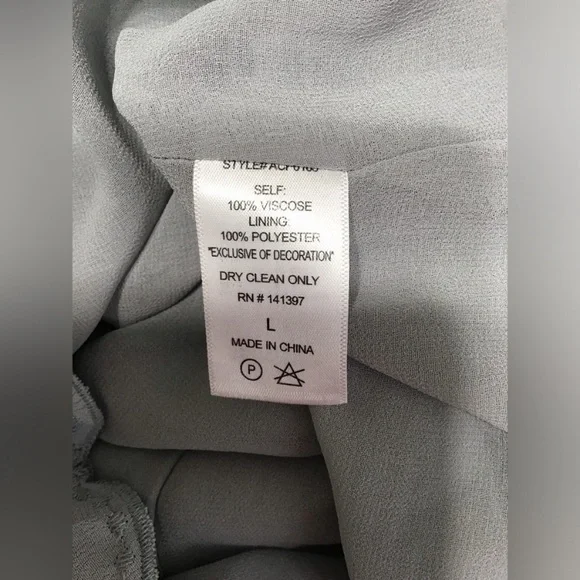 SELF:
100% VISCOSE
LINING:
100% POLYESTER
"EXCLUSIVE OF DECORATION"
DRY CLEAN ONLY
RN # 141397
L
MADE IN CHINA
P